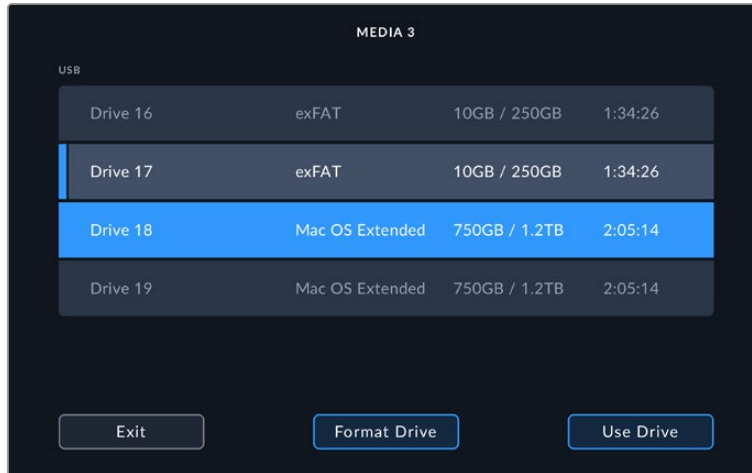 MEDIA 3
USB
Drive 16 exFAT 10GB / 250GB 1:34:26
Drive 17 exFAT 10GB / 250GB 1:34:26
Drive 18 Mac OS Extended 750GB / 1.2TB 2:05:14
Drive 19 Mac OS Extended 750GB / 1.2TB 2:05:14
Exit Format Drive Use Drive